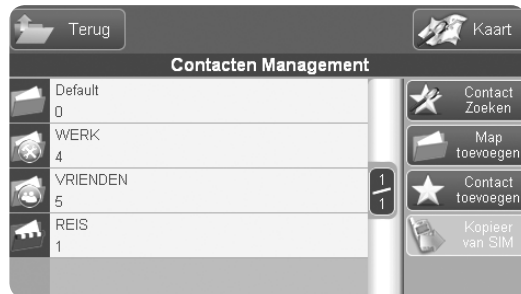 Terug
Kaart
Contacten Management
Default
0
WERK
4
VRIENDEN
5
REIS
1
1
1
Contact
Zoeken
Map
toevoegen
Contact
toevoegen
Kopieer
van SIM